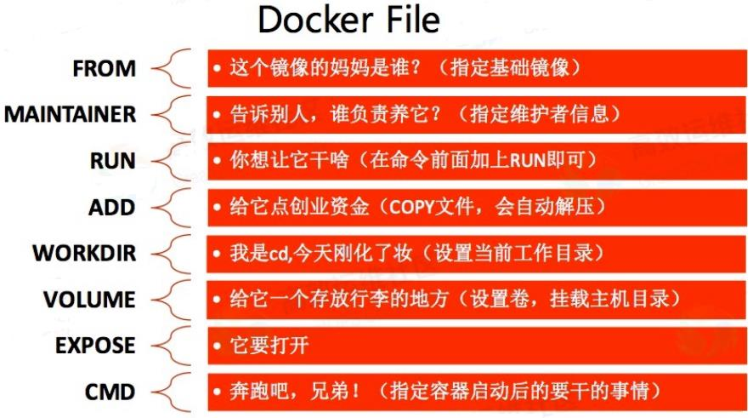 Docker File
FROM
• 这个镜像的妈妈是谁？（指定基础镜像）
MAINTAINER
• 告诉别人，谁负责养它？（指定维护者信息）
RUN
• 你想让它干啥（在命令前面加上RUN即可）
ADD
• 给它点创业资金（COPY文件，会自动解压）
WORKDIR
• 我是cd,今天刚化了妆（设置当前工作目录）
VOLUME
• 给它一个存放行李的地方（设置卷，挂载主机目录）
EXPOSE
• 它要打开
CMD
• 奔跑吧，兄弟！（指定容器启动后的要干的事情）